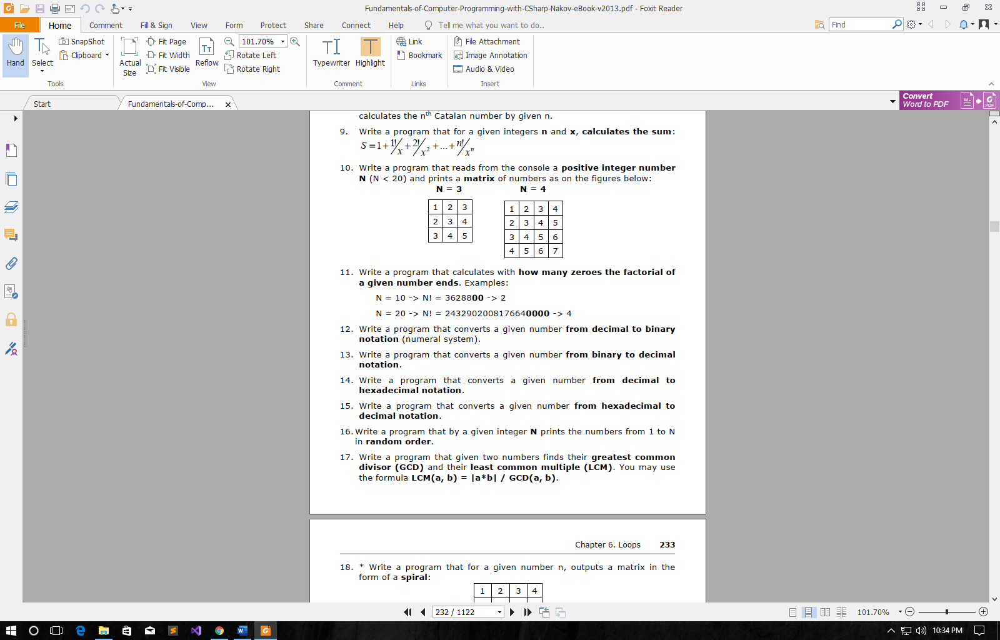 Fundamentals-of-Computer-Programming-with-CSharp-Nakov-eBook-v2013.pdf - Foxit Reader
File Home Comment Fill & Sign View Form Protect Share Connect Help Tell me what you want to do.. Find
Hand
Select
SnapShot
Clipboard
Tools
Actual
Size
Fit Page
Fit Width
Fit Visible
Reflow
101.70%
Rotate Left
Rotate Right
View
Typewriter
Highlight
Comment
Link
Bookmark
Links
File Attachment
Image Annotation
Audio & Video
Insert
Start
Fundamentals-of-Comp...
Convert
Word to PDF
calculates the nth Catalan number by given n.
9. Write a program that for a given integers n and x, calculates the sum:
S = 1 + 1!/x + 2!/x² + ... + n!/xⁿ
10. Write a program that reads from the console a positive integer number
N (N < 20) and prints a matrix of numbers as on the figures below:
N = 3 N = 4
1 2 3
2 3 4
3 4 5
1 2 3 4
2 3 4 5
3 4 5 6
4 5 6 7
11. Write a program that calculates with how many zeroes the factorial of
a given number ends. Examples:
N = 10 -> N! = 3628800 -> 2
N = 20 -> N! = 2432902008176640000 -> 4
12. Write a program that converts a given number from decimal to binary
notation (numeral system).
13. Write a program that converts a given number from binary to decimal
notation.
14. Write a program that converts a given number from decimal to
hexadecimal notation.
15. Write a program that converts a given number from hexadecimal to
decimal notation.
16. Write a program that by a given integer N prints the numbers from 1 to N
in random order.
17. Write a program that given two numbers finds their greatest common
divisor (GCD) and their least common multiple (LCM). You may use
the formula LCM(a, b) = |a*b| / GCD(a, b).
Chapter 6. Loops 233
18. * Write a program that for a given number n, outputs a matrix in the
form of a spiral:
1 2 3 4
232 / 1122
101.70%
10:34 PM